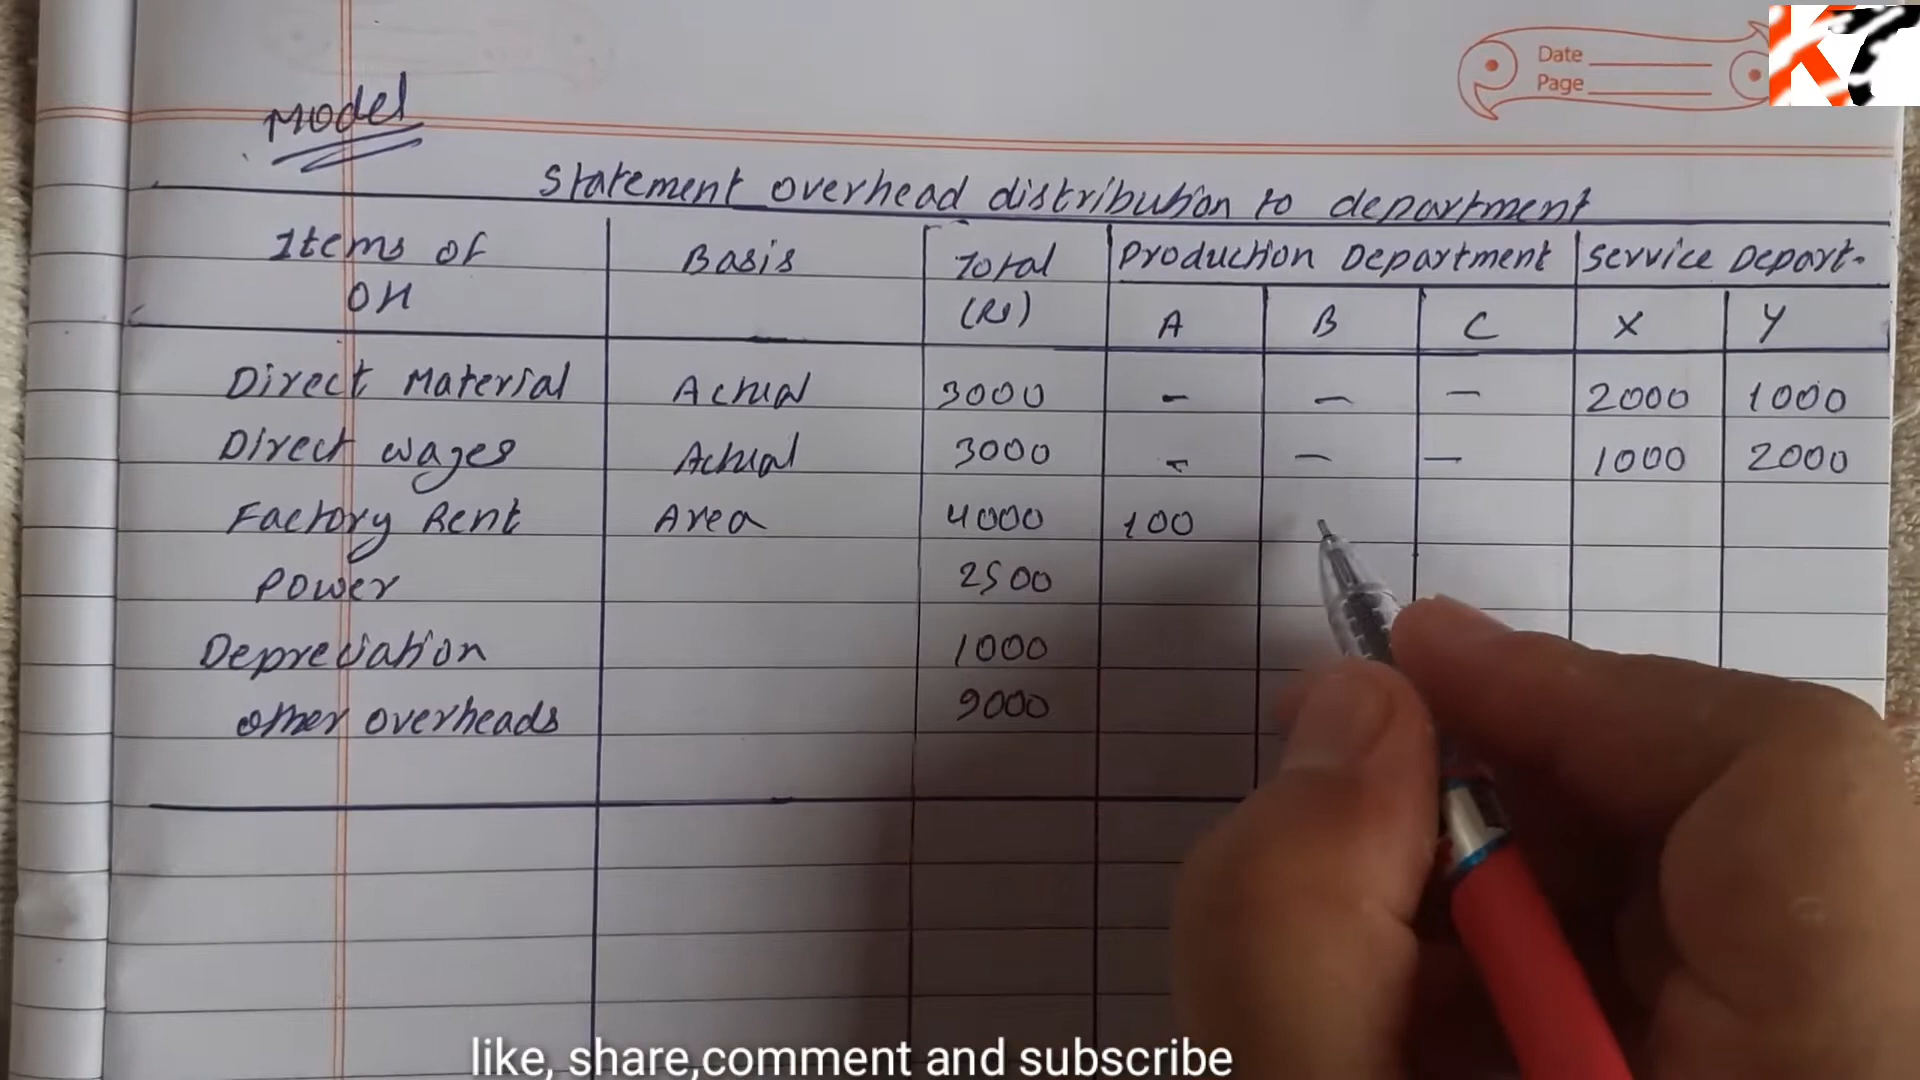 Date
Page
Model
Statement overhead distribution to department
Items of OH Basis Total (Rs) Production Department Service Depart.
A B C X Y
Direct Material Actual 3000 - - - 2000 1000
Direct wages Actual 3000 - - - 1000 2000
Factory Rent Area 4000 100
Power 2500
Depreciation 1000
other overheads 9000
like, share,comment and subscribe